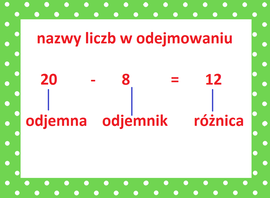 nazwy liczb w odejmowaniu
20 - 8 = 12
odjemna odjemnik różnica